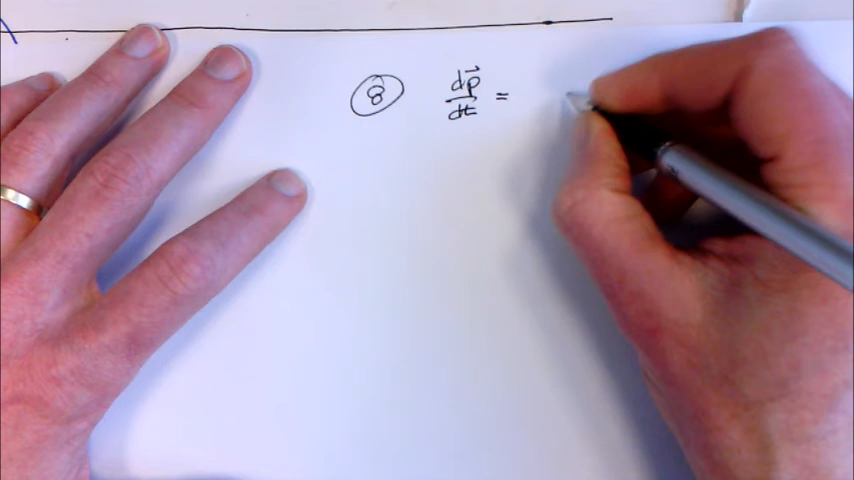 ⑧ dp⃗/dt =